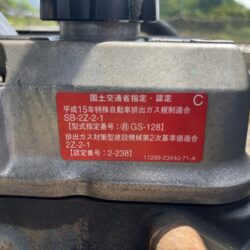 国土交通省指定・認定
C
平成15年特殊自動車排出ガス規制適合
SB-2Z-2-1
【型式指定番号：㊕GS-128】
排出ガス対策型建設機械第2次基準値適合
2Z-2-1
【認定番号：2-238】
11299-23440-71-A